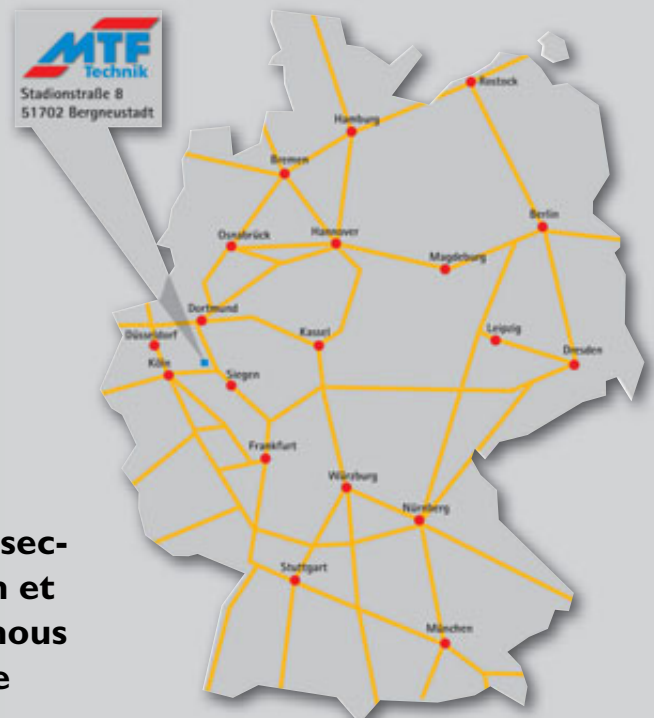 MTF
Technik
Stadionstraße 8
51702 Bergneustadt
Rostock
Hamburg
Bremen
Berlin
Osnabrück
Hannover
Magdeburg
Dortmund
Düsseldorf
Kassel
Leipzig
Köln
Dresden
Siegen
Frankfurt
Würzburg
Nürnberg
sec-
n et
nous
e
Stuttgart
München